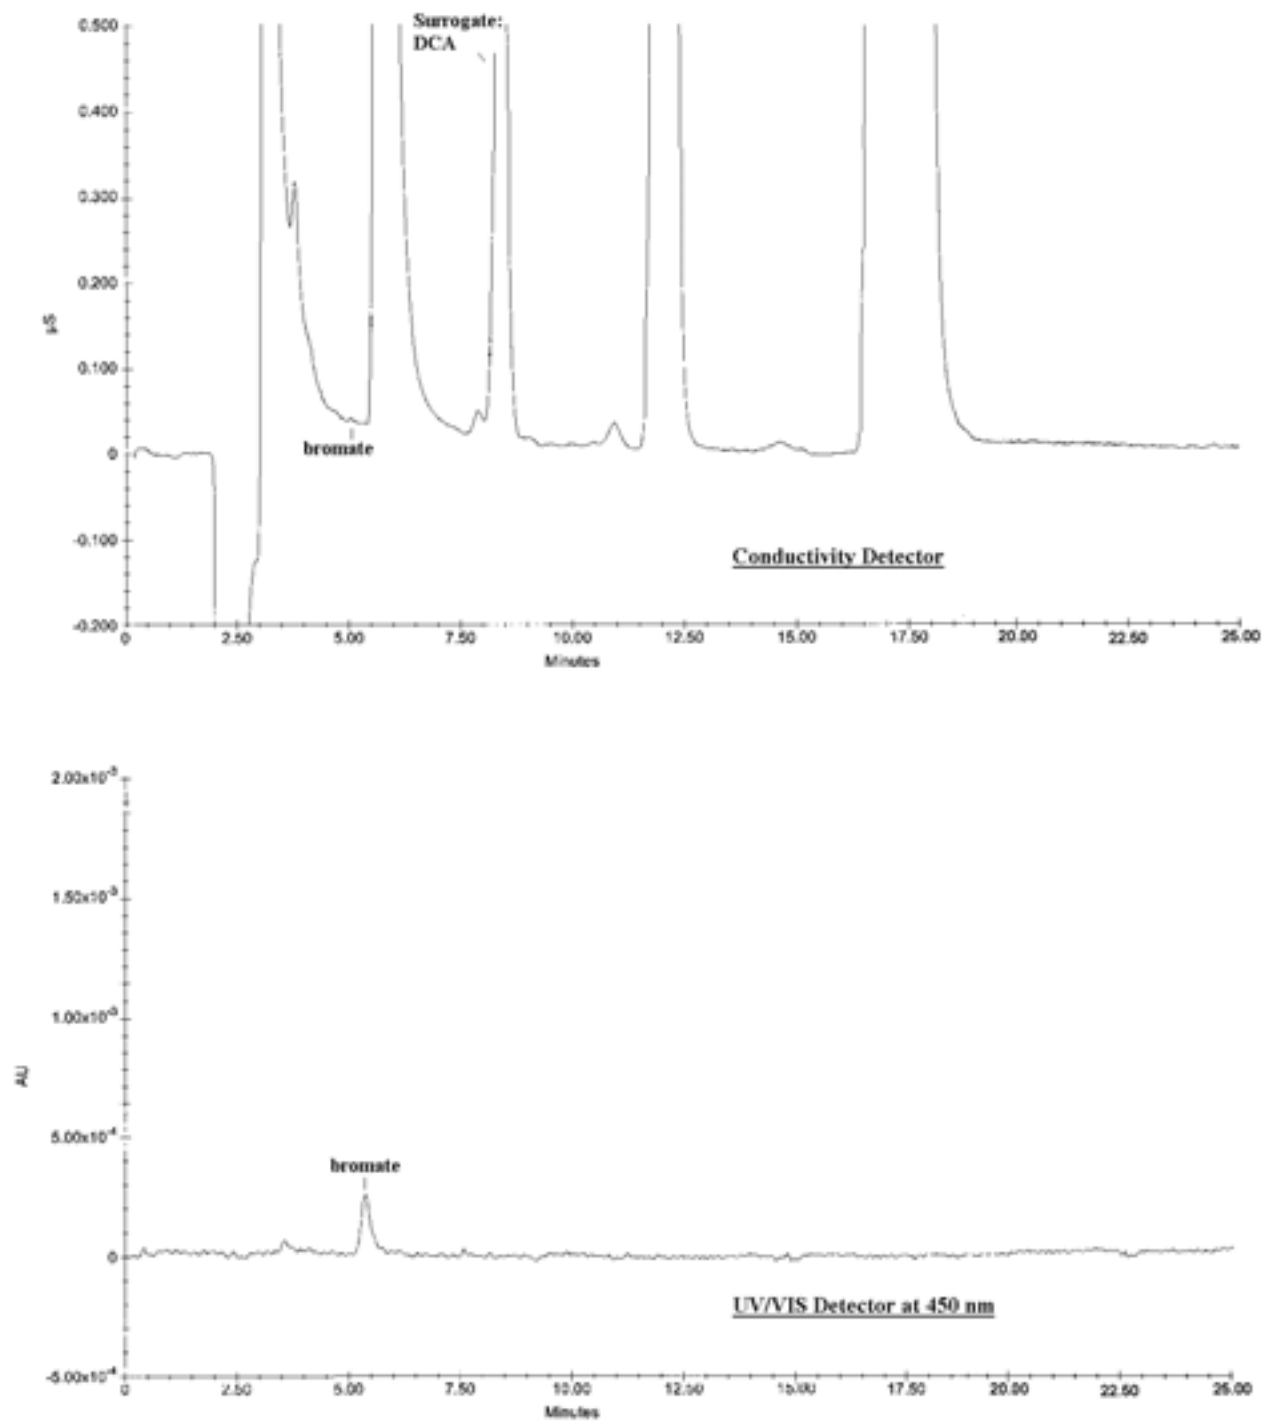 Surrogate:
DCA
0.500
0.400
0.300
0.200
0.100
0
-0.100
-0.200
µS
bromate
Conductivity Detector
0 2.50 5.00 7.50 10.00 12.50 15.00 17.50 20.00 22.50 25.00
Minutes
2.00x10⁻³
1.50x10⁻³
1.00x10⁻³
5.00x10⁻⁴
0
-5.00x10⁻⁴
AU
bromate
UV/VIS Detector at 450 nm
0 2.50 5.00 7.50 10.00 12.50 15.00 17.50 20.00 22.50 25.00
Minutes